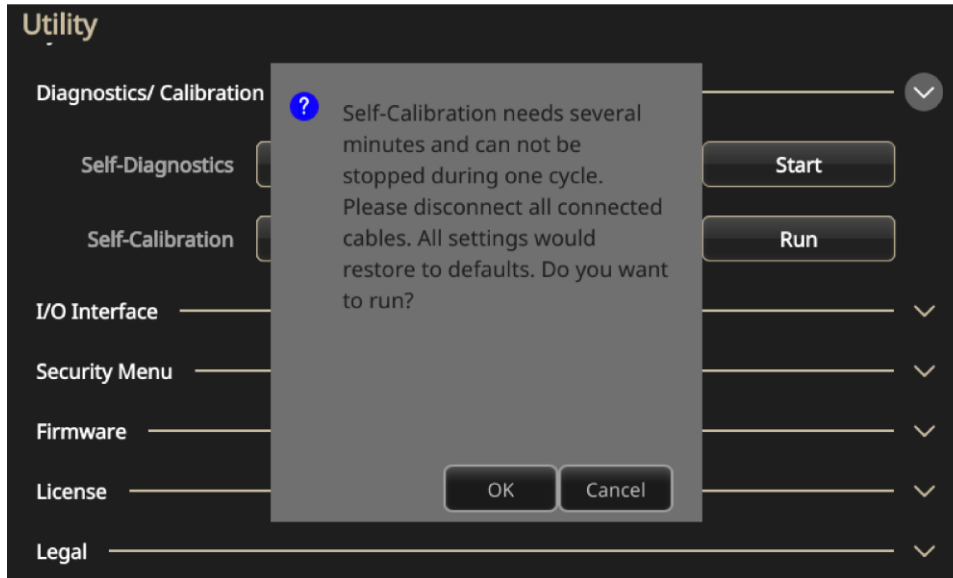 Utility
Diagnostics/ Calibration
?
Self-Calibration needs several
minutes and can not be
stopped during one cycle.
Please disconnect all connected
cables. All settings would
restore to defaults. Do you want
to run?
Self-Diagnostics
Start
Self-Calibration
Run
I/O Interface
Security Menu
Firmware
License
OK
Cancel
Legal